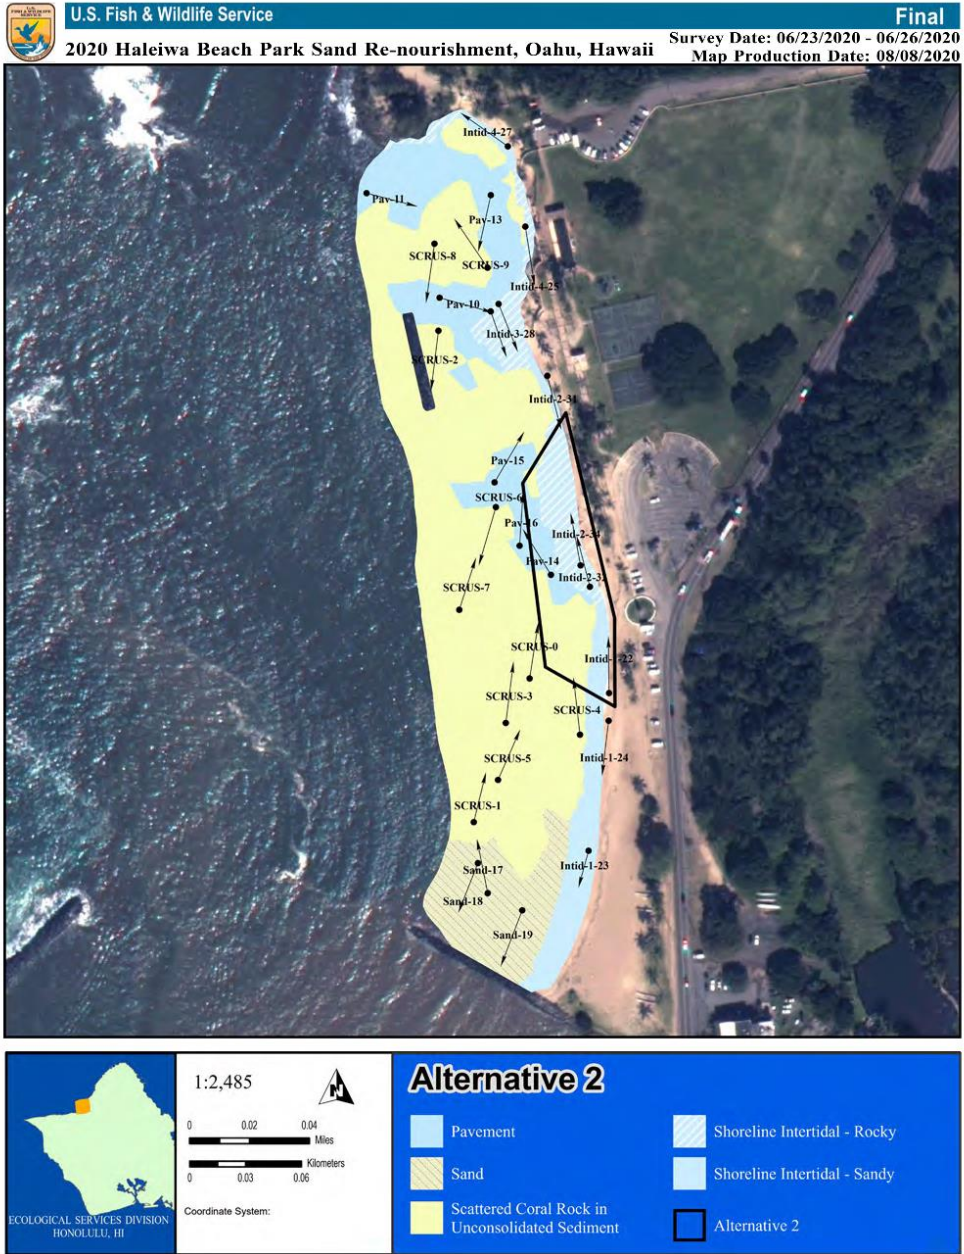 U.S. Fish & Wildlife Service
Final
2020 Haleiwa Beach Park Sand Re-nourishment, Oahu, Hawaii
Survey Date: 06/23/2020 - 06/26/2020
Map Production Date: 08/08/2020
Intid-4-27
Pav-11
Pav-13
SCRUS-8
SCRUS-9
Intid-4-25
Pav-10
Intid-3-28
SCRUS-2
Intid-2-31
Pav-15
SCRUS-6
Pav-16
Intid-2-34
Pav-14
SCRUS-7
SCRUS-0
Intid-1-22
SCRUS-3
SCRUS-4
SCRUS-5
Intid-1-24
SCRUS-1
Intid-1-23
Sand-17
Sand-18
Sand-19
ECOLOGICAL SERVICES DIVISION
HONOLULU, HI
1:2,485
N
0 0.02 0.04
Miles
Kilometers
0 0.03 0.06
Coordinate System:
Alternative 2
Pavement
Sand
Scattered Coral Rock in
Unconsolidated Sediment
Shoreline Intertidal - Rocky
Shoreline Intertidal - Sandy
Alternative 2